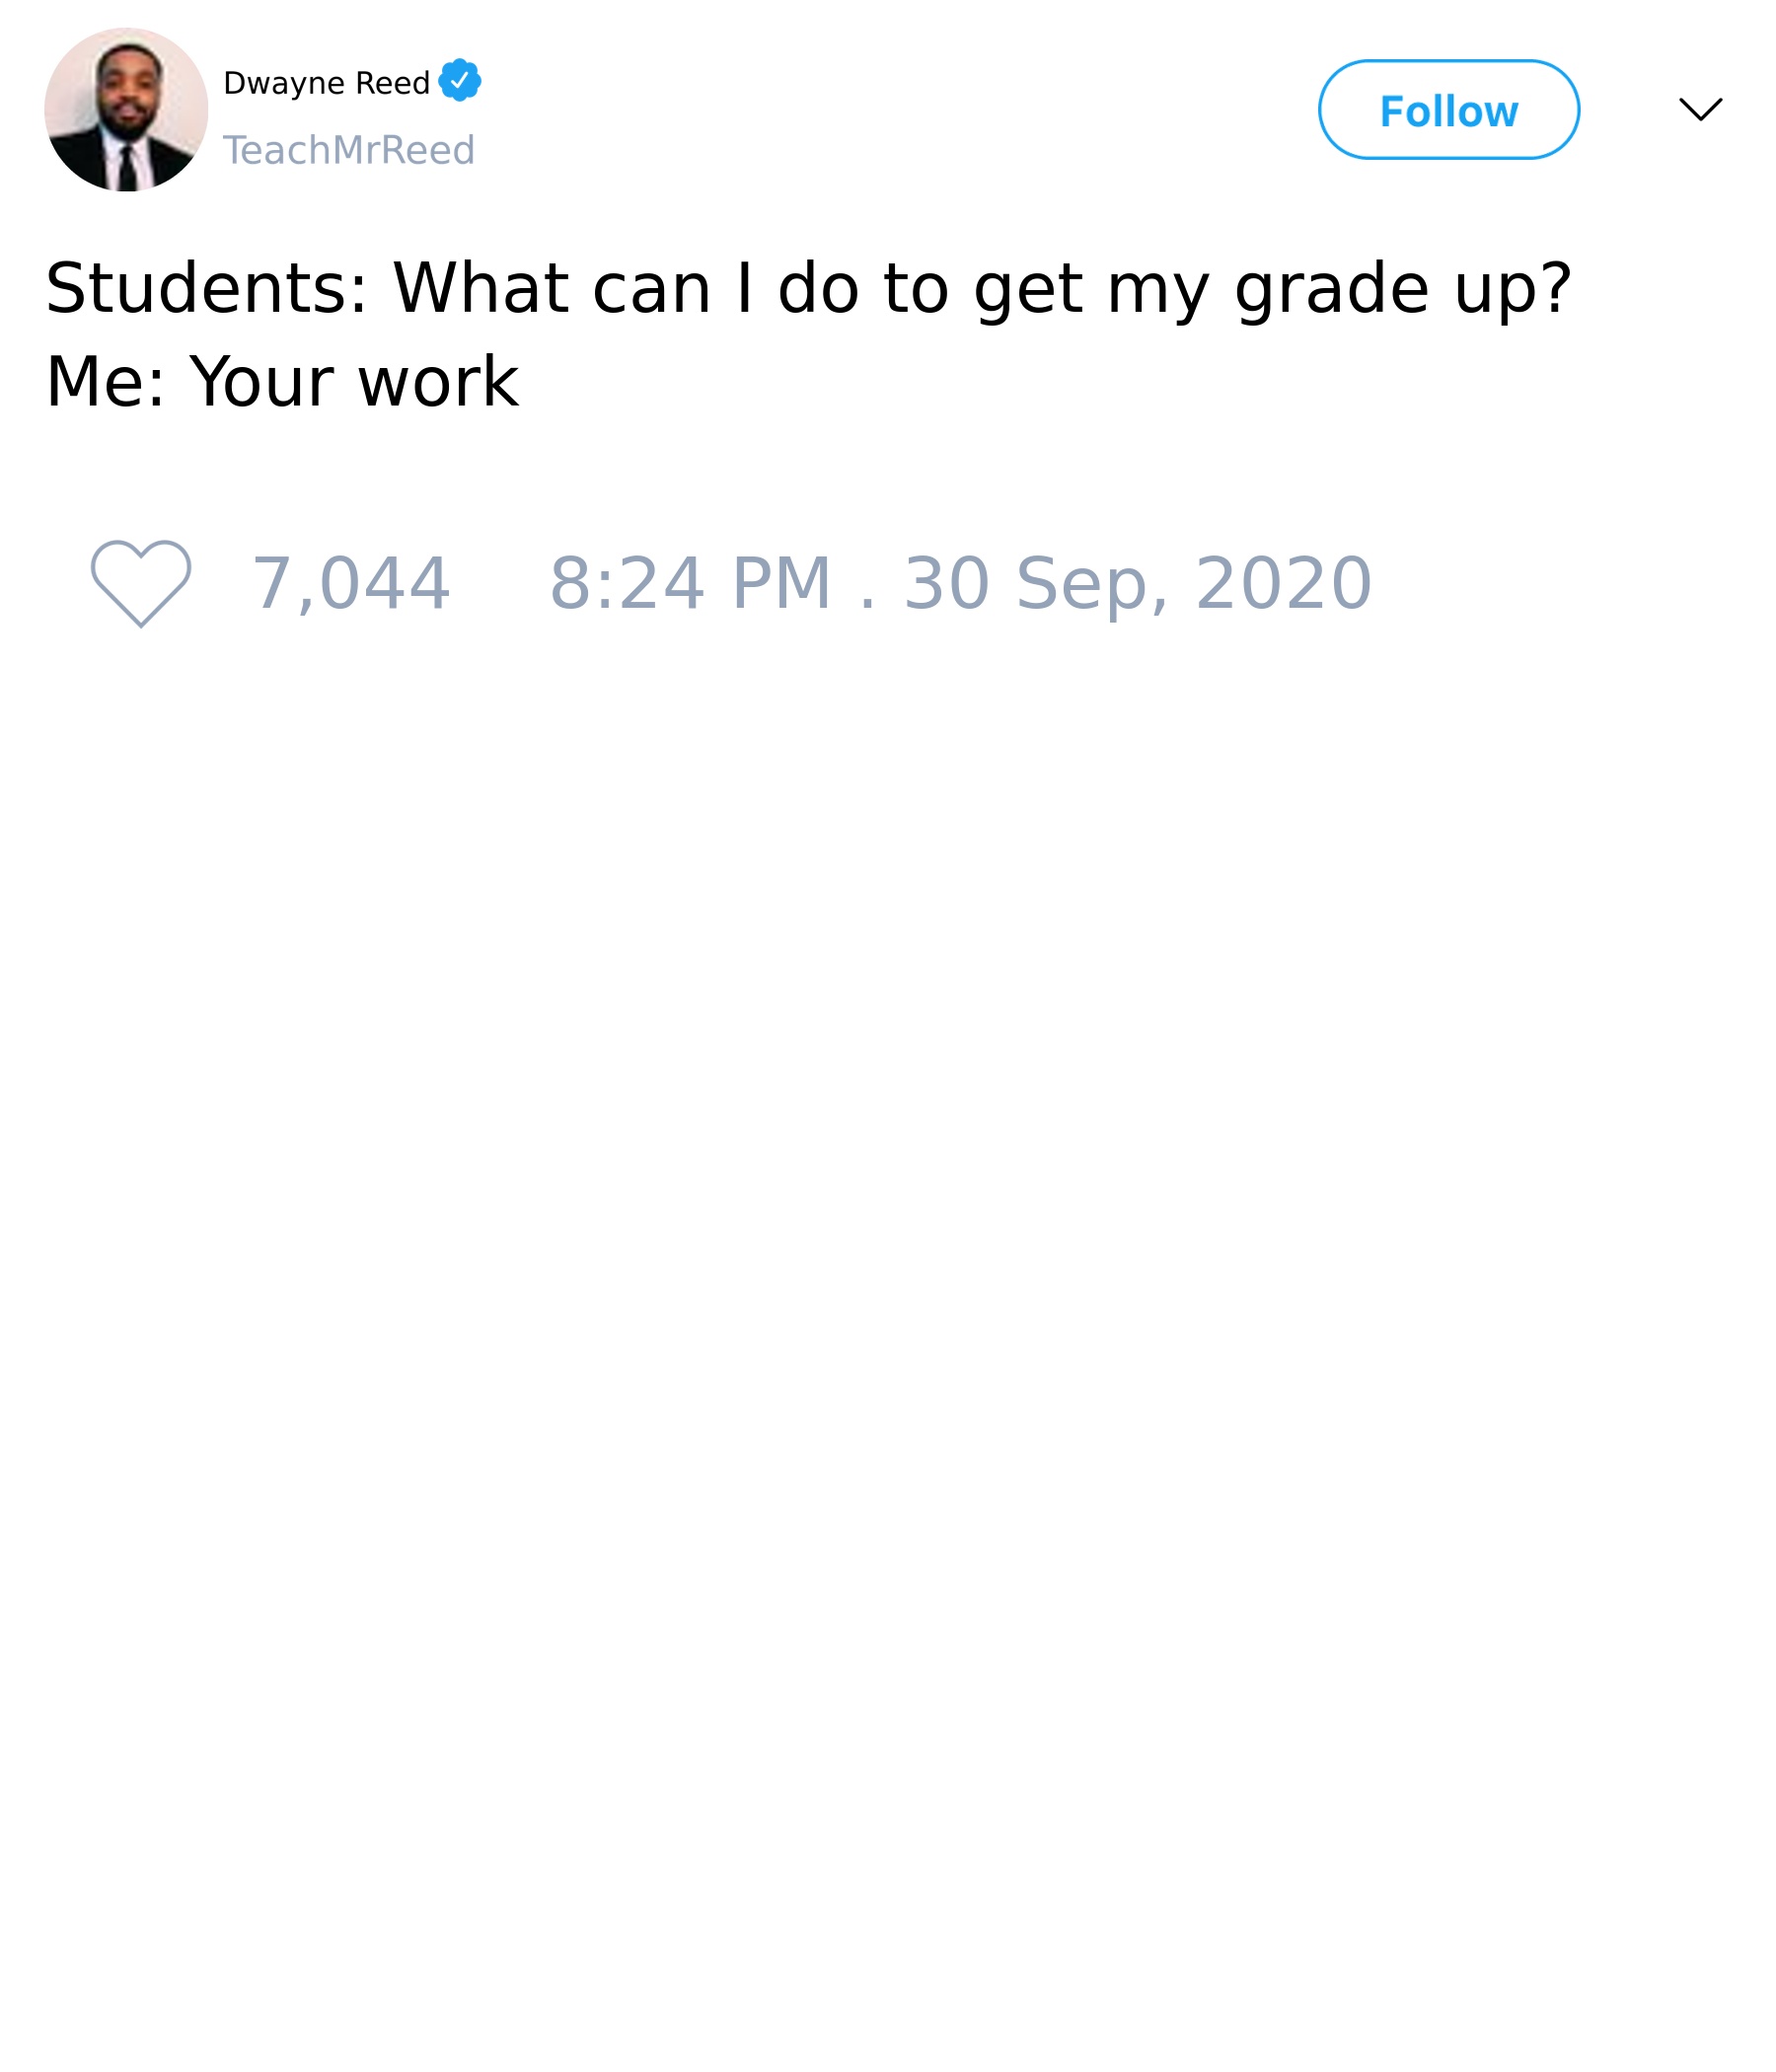 Dwayne Reed
TeachMrReed
Follow
Students: What can I do to get my grade up?
Me: Your work
7,044 8:24 PM . 30 Sep, 2020